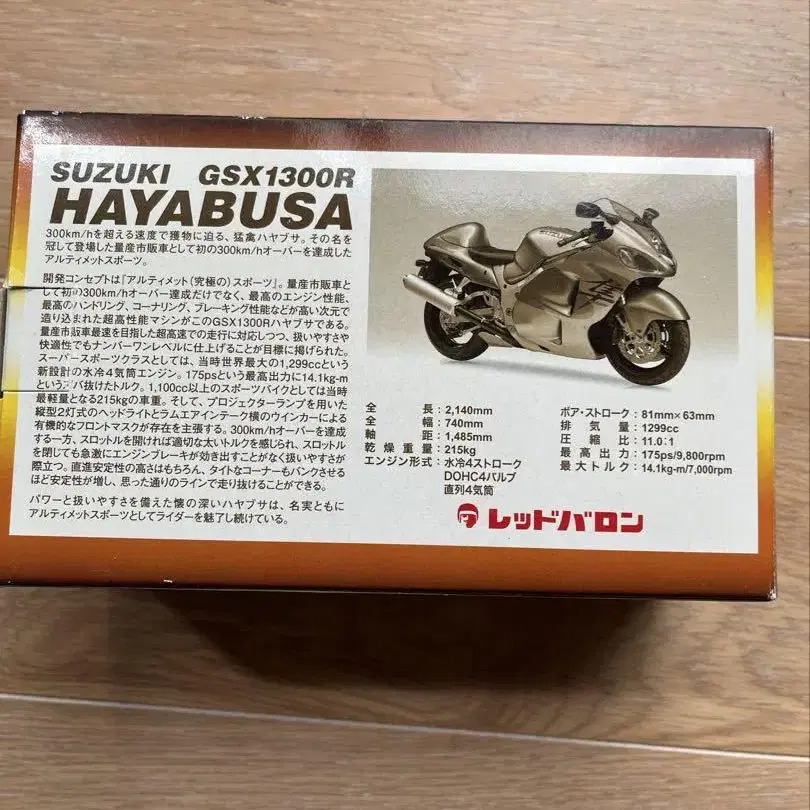 SUZUKI GSX1300R
HAYABUSA
300km/hを超える速度で獲物に迫る、猛禽ハヤブサ。その名を
冠して登場した量産市販車として初の300km/hオーバーを達成した
アルティメットスポーツ。
開発コンセプトは『アルティメット(究極の)スポーツ』。量産市販車と
して初の300km/hオーバー達成だけでなく、最高のエンジン性能、
最高のハンドリング、コーナリング、ブレーキング性能などが高い次元で
造り込まれた超高性能マシンがこのGSX1300Rハヤブサである。
量産市販車最速を目指した超高速での走行に対応しつつ、扱いやすさや
快適性でもナンバーワンレベルに仕上げることが目標に掲げられた。
スーパースポーツクラスとしては、当時世界最大の1,299ccという
新設計の水冷4気筒エンジン。175psという最高出力に14.1kg-m
というズバ抜けたトルク。1,100cc以上のスポーツバイクとしては当時
最軽量となる215kgの車重。そして、プロジェクターランプを用いた
縦型2灯式のヘッドライトとラムエアインテーク横のウインカーによる
有機的なフロントマスクが存在を主張する。300km/hオーバーを達成
する一方、スロットルを開ければ適切な太いトルクを感じられ、スロットル
を閉じても急激にエンジンブレーキが効き出すことがなく扱いやすさが
際立つ。直進安定性の高さはもちろん、タイトなコーナーもバンクさせる
ほど安定性が増し、思った通りのラインで走り抜けることができる。
パワーと扱いやすさを備えた懐の深いハヤブサは、名実ともに
アルティメットスポーツとしてライダーを魅了し続けている。
全長:2,140mm
全幅:740mm
軸距:1,485mm
乾燥重量:215kg
エンジン形式:水冷4ストローク
DOHC4バルブ
直列4気筒
ボア・ストローク:81mm×63mm
排気量:1299cc
圧縮比:11.0:1
最高出力:175ps/9,800rpm
最大トルク:14.1kg-m/7,000rpm
レッドバロン